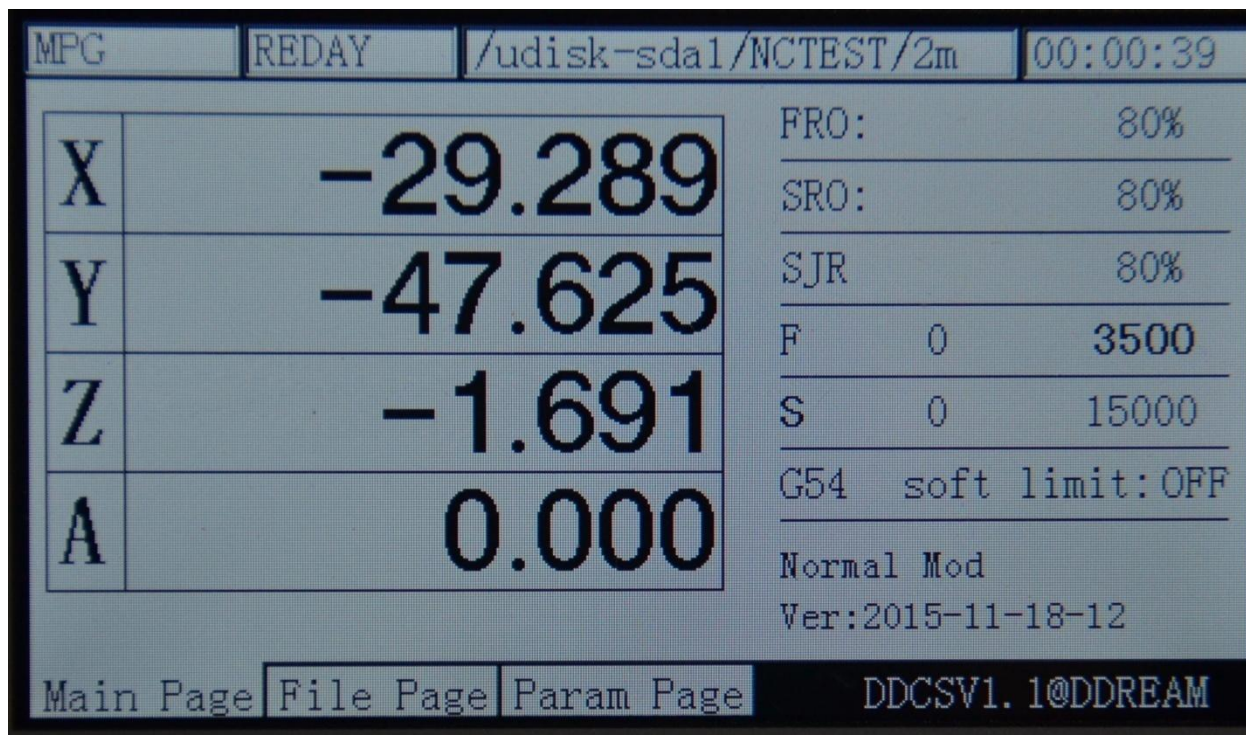 MPG REDAY /udisk-sda1/NCTEST/2m 00:00:39
X -29.289
Y -47.625
Z -1.691
A 0.000
FRO: 80%
SRO: 80%
SJR 80%
F 0 3500
S 0 15000
G54 soft limit:OFF
Normal Mod
Ver:2015-11-18-12
Main Page File Page Param Page DDCSV1.1@DDREAM